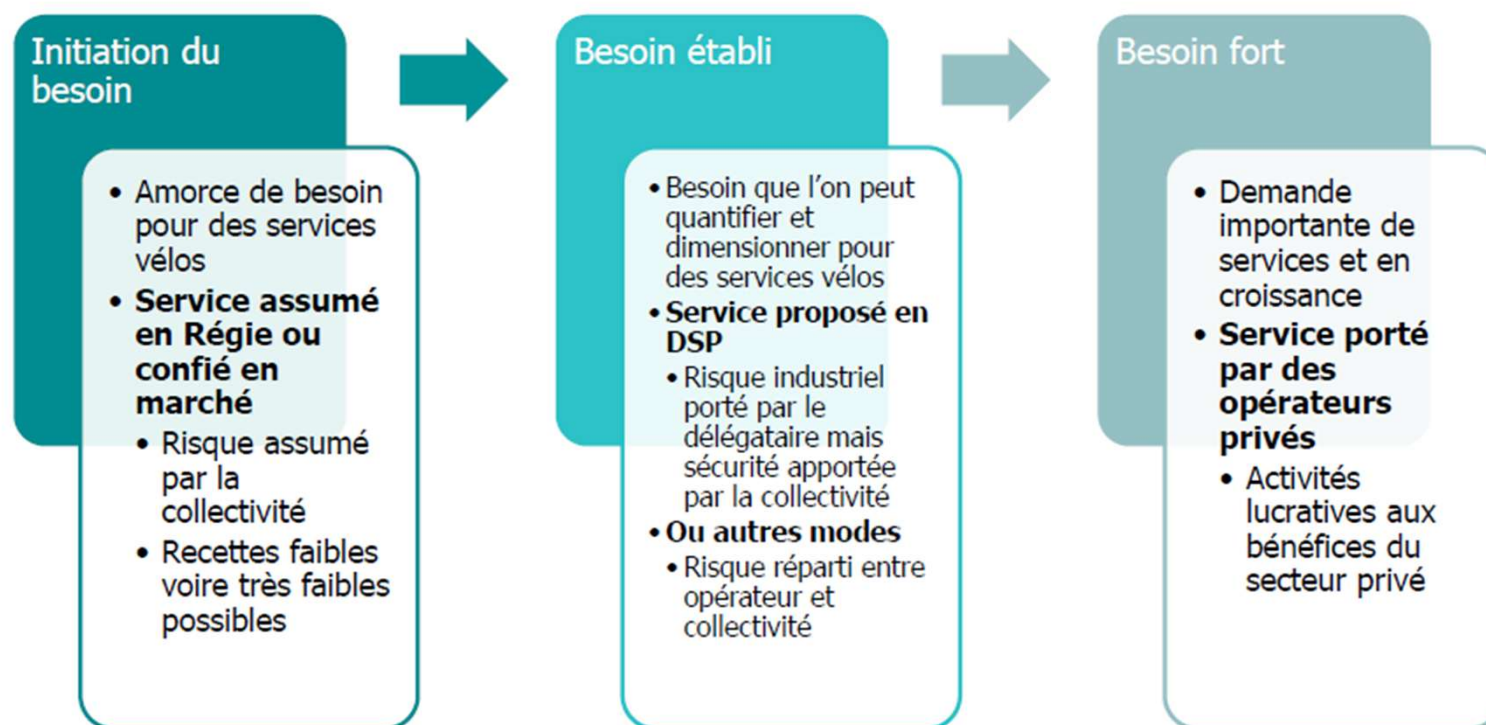 Initiation du
besoin
• Amorce de besoin
pour des services
vélos
• Service assumé
en Régie ou
confié en
marché
• Risque assumé
par la
collectivité
• Recettes faibles
voire très faibles
possibles
Besoin établi
• Besoin que l'on peut
quantifier et
dimensionner pour
des services vélos
• Service proposé en
DSP
• Risque industriel
porté par le
délégataire mais
sécurité apportée
par la collectivité
• Ou autres modes
• Risque réparti entre
opérateur et
collectivité
Besoin fort
• Demande
importante de
services et en
croissance
• Service porté
par des
opérateurs
privés
• Activités
lucratives aux
bénéfices du
secteur privé